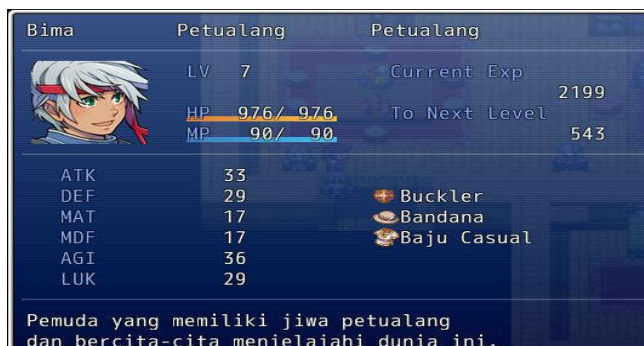 Bima Petualang Petualang
LV 7 Current Exp
2199
HP 976/ 976 To Next Level
MP 90/ 90 543
ATK 33
DEF 29 Buckler
MAT 17 Bandana
MDF 17 Baju Casual
AGI 36
LUK 29
Pemuda yang memiliki jiwa petualang
dan bercita-cita menjelajahi dunia ini.